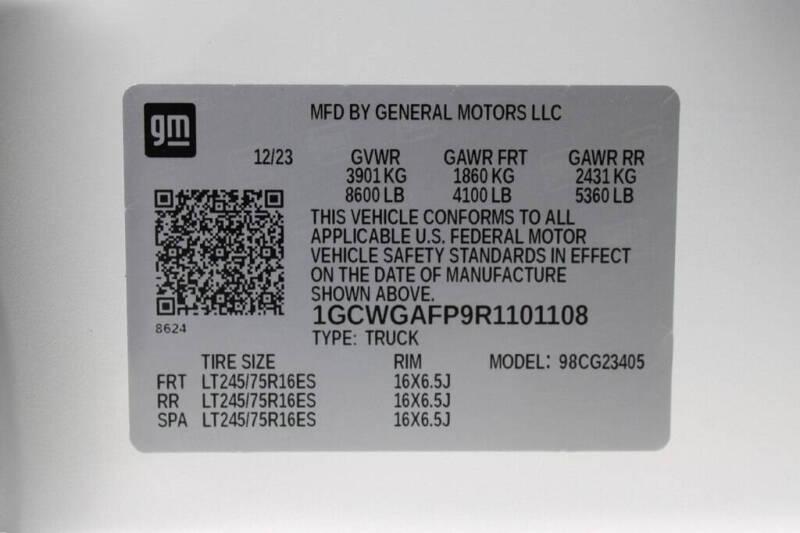 gm
MFD BY GENERAL MOTORS LLC
12/23 GVWR GAWR FRT GAWR RR
3901 KG 1860 KG 2431 KG
8600 LB 4100 LB 5360 LB
THIS VEHICLE CONFORMS TO ALL
APPLICABLE U.S. FEDERAL MOTOR
VEHICLE SAFETY STANDARDS IN EFFECT
ON THE DATE OF MANUFACTURE
SHOWN ABOVE.
1GCWGAFP9R1101108
8624
TYPE: TRUCK
TIRE SIZE RIM MODEL: 98CG23405
FRT LT245/75R16ES 16X6.5J
RR LT245/75R16ES 16X6.5J
SPA LT245/75R16ES 16X6.5J